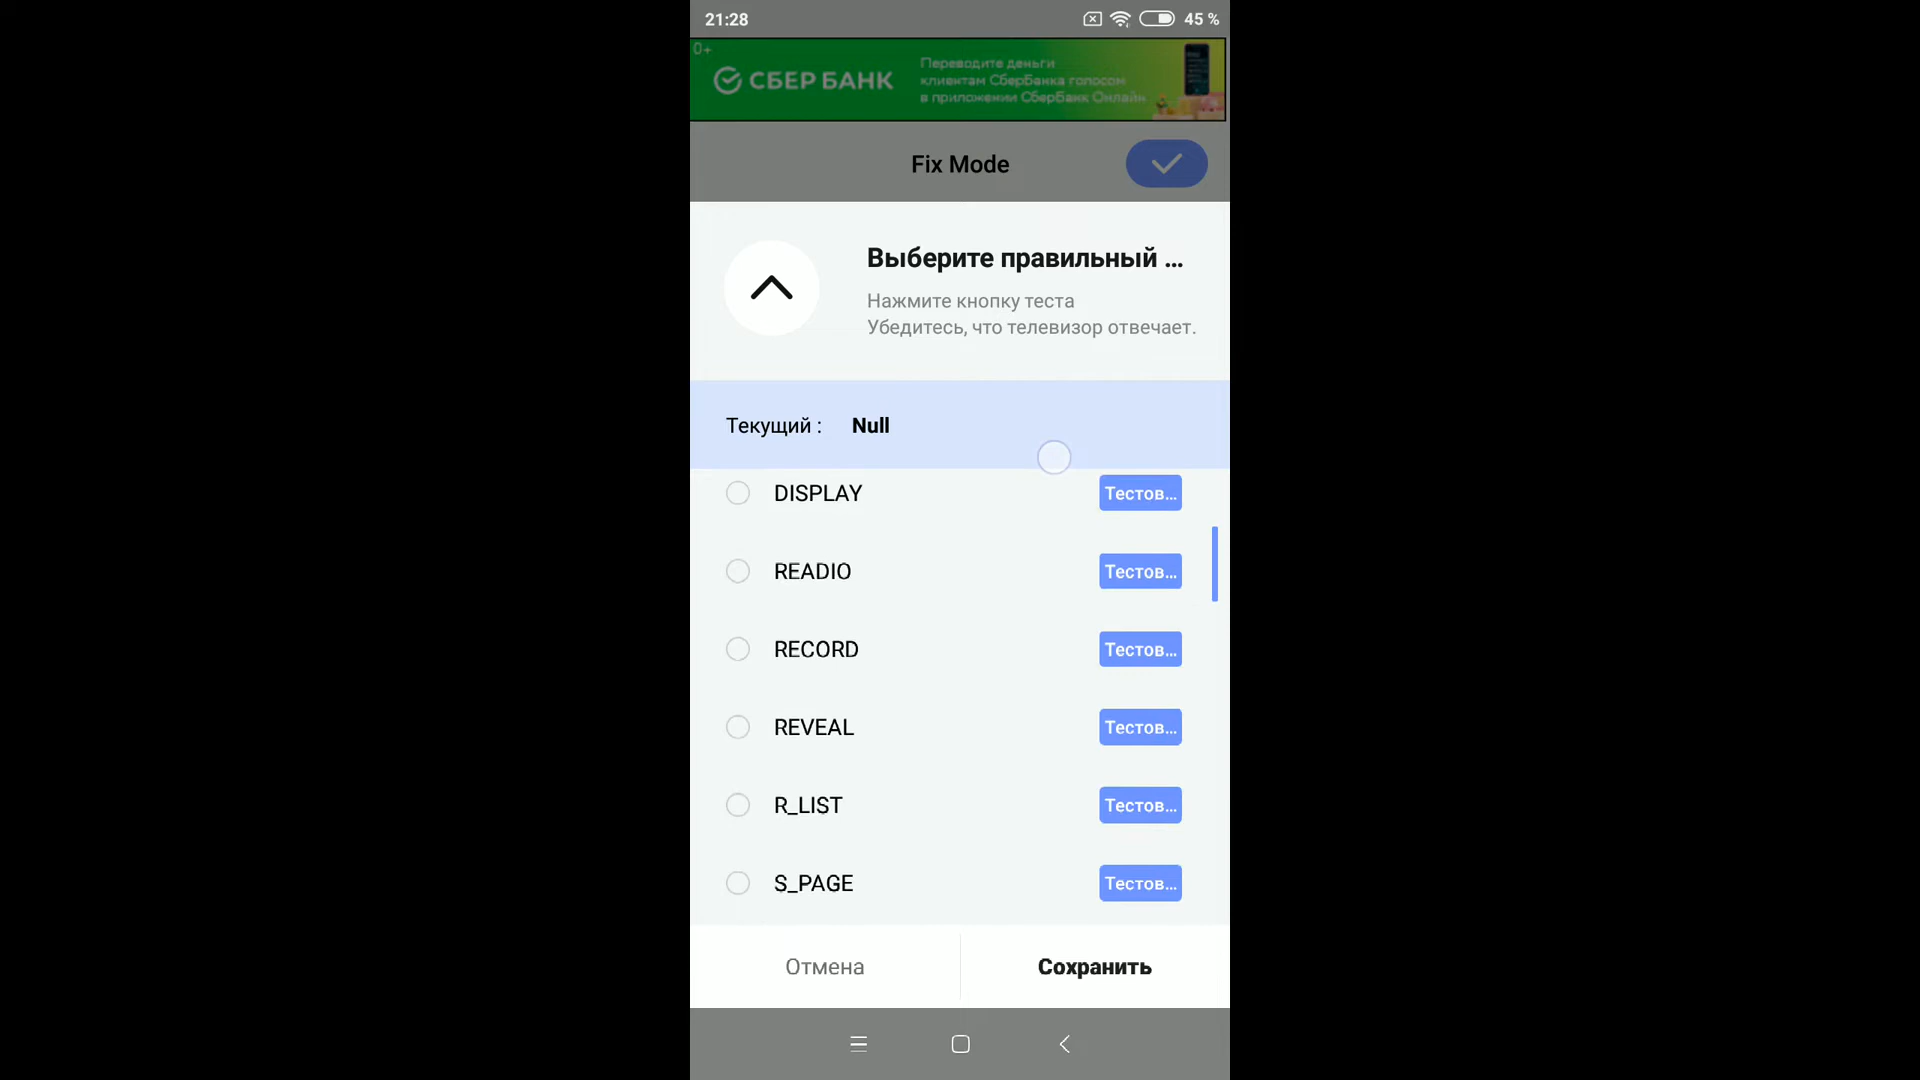 21:28
45 %
0+
СБЕР БАНК
Переводите деньги
клиентам СберБанка голосом
в приложении СберБанк Онлайн
Fix Mode
Выберите правильный ...
Нажмите кнопку теста
Убедитесь, что телевизор отвечает.
Текущий : Null
DISPLAY Тестов...
READIO Тестов...
RECORD Тестов...
REVEAL Тестов...
R_LIST Тестов...
S_PAGE Тестов...
Отмена Сохранить